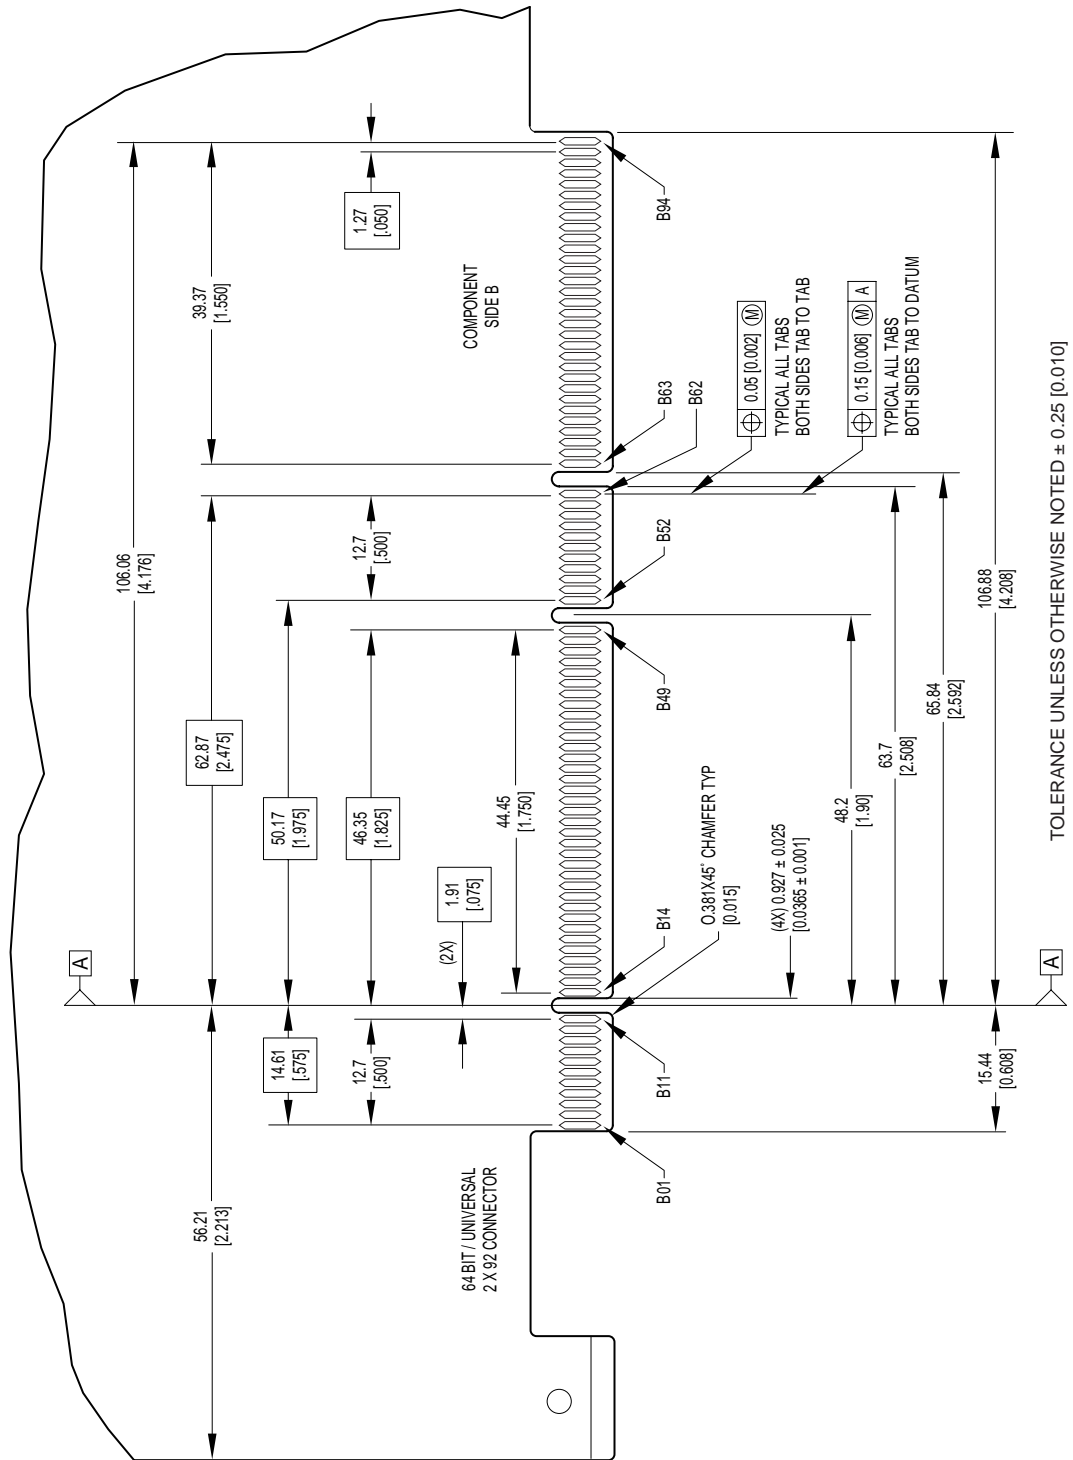 106.06
[4.176]
39.37
[1.550]
1.27
[.050]
COMPONENT
SIDE B
B94
B63
B62
0.05 [0.002] M
TYPICAL ALL TABS
BOTH SIDES TAB TO TAB
0.15 [0.006] M A
TYPICAL ALL TABS
BOTH SIDES TAB TO DATUM
12.7
[.500]
B52
62.87
[2.475]
50.17
[1.975]
46.35
[1.825]
44.45
[1.750]
B49
106.88
[4.208]
65.84
[2.592]
63.7
[2.508]
48.2
[1.90]
(2X)
1.91
[.075]
B14
O.381X45° CHAMFER TYP
[0.015]
(4X) 0.927 ± 0.025
[0.0365 ± 0.001]
A
A
14.61
[.575]
12.7
[.500]
B11
B01
15.44
[0.608]
56.21
[2.213]
64 BIT / UNIVERSAL
2 X 92 CONNECTOR
TOLERANCE UNLESS OTHERWISE NOTED ± 0.25 [0.010]